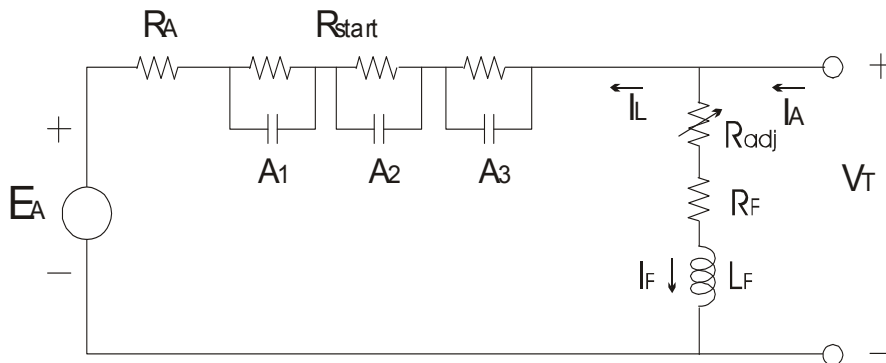 RA
Rstart
+
IL
IA
Radj
+
A1
A2
A3
VT
EA
RF
−
IF
LF
−